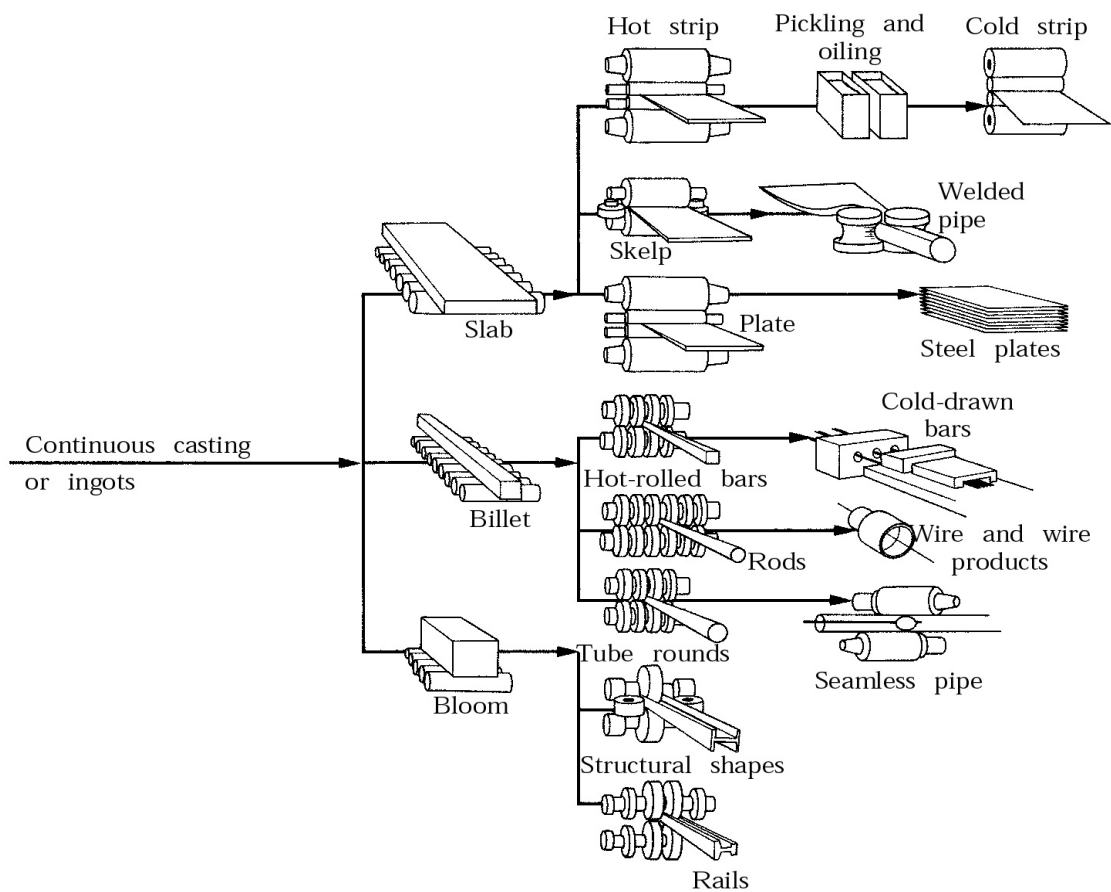 Hot strip
Pickling and
oiling
Cold strip
Skelp
Welded
pipe
Slab
Plate
Steel plates
Continuous casting
or ingots
Billet
Hot-rolled bars
Cold-drawn
bars
Rods
Wire and wire
products
Tube rounds
Seamless pipe
Bloom
Structural shapes
Rails